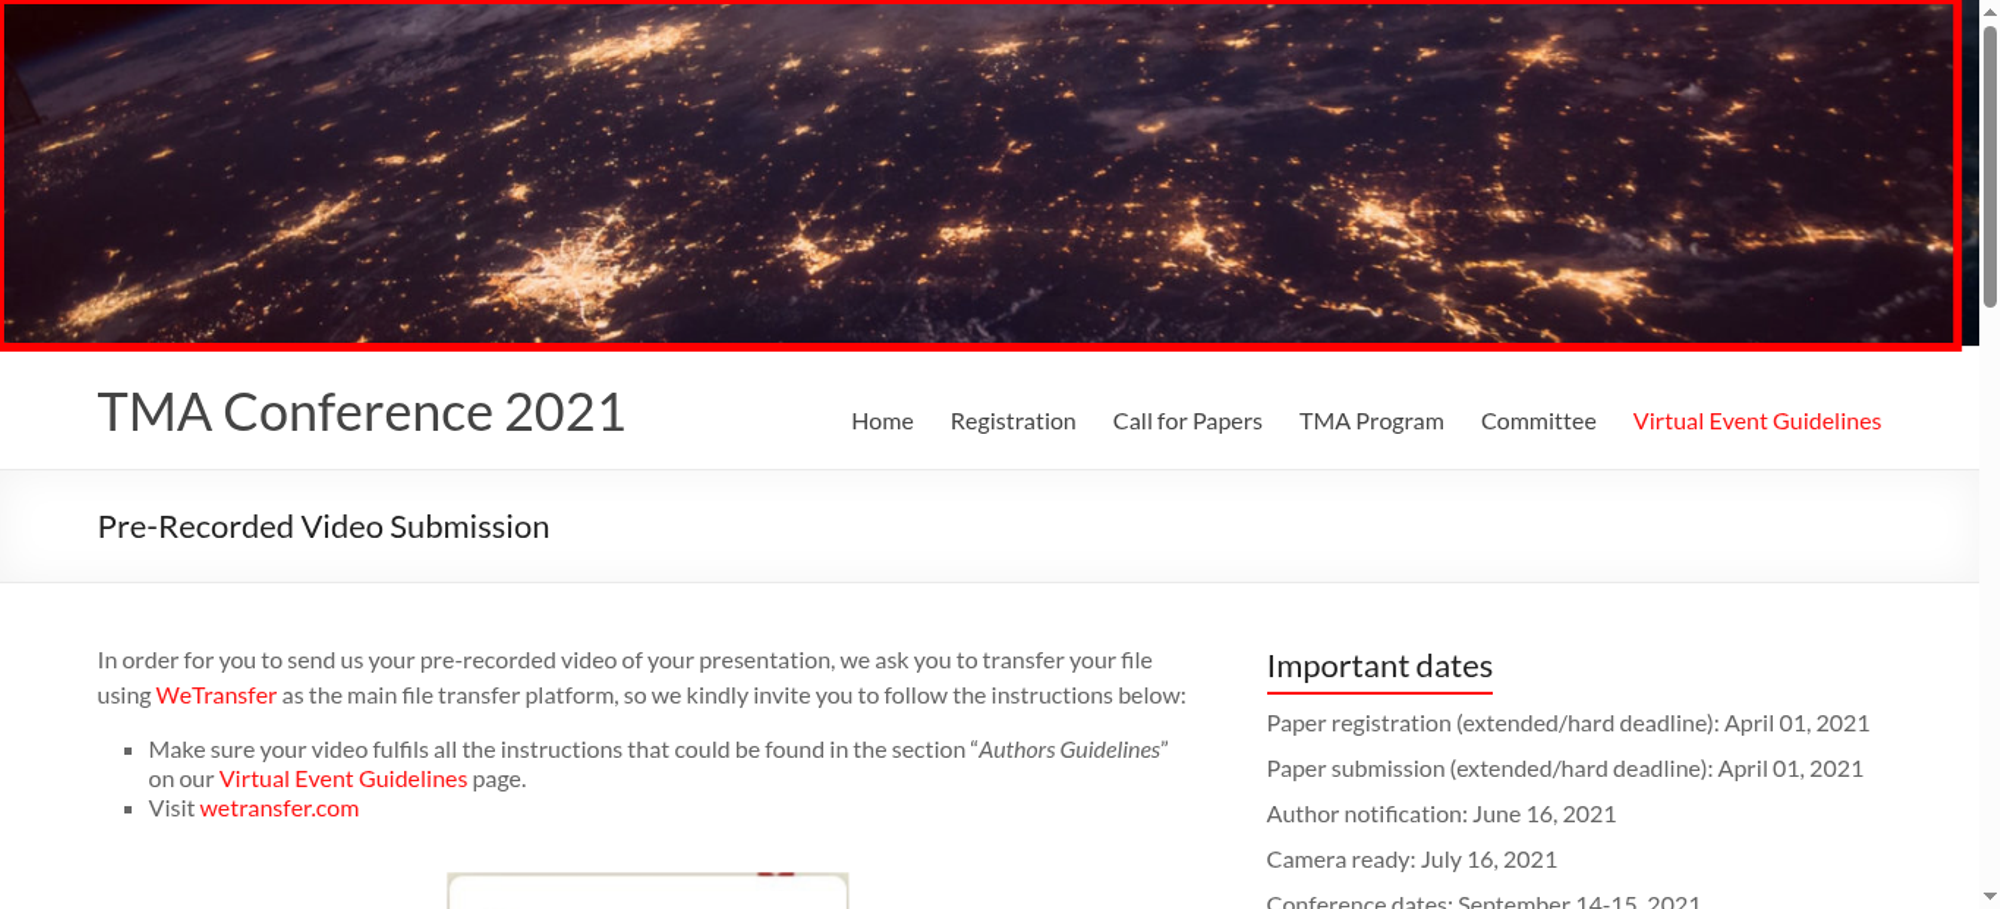 TMA Conference 2021
Home
Registration
Call for Papers
TMA Program
Committee
Virtual Event Guidelines
Pre-Recorded Video Submission
In order for you to send us your pre-recorded video of your presentation, we ask you to transfer your file
using WeTransfer as the main file transfer platform, so we kindly invite you to follow the instructions below:
Make sure your video fulfils all the instructions that could be found in the section “Authors Guidelines”
on our Virtual Event Guidelines page.
Visit wetransfer.com
Important dates
Paper registration (extended/hard deadline): April 01, 2021
Paper submission (extended/hard deadline): April 01, 2021
Author notification: June 16, 2021
Camera ready: July 16, 2021
Conference dates: September 14-15, 2021